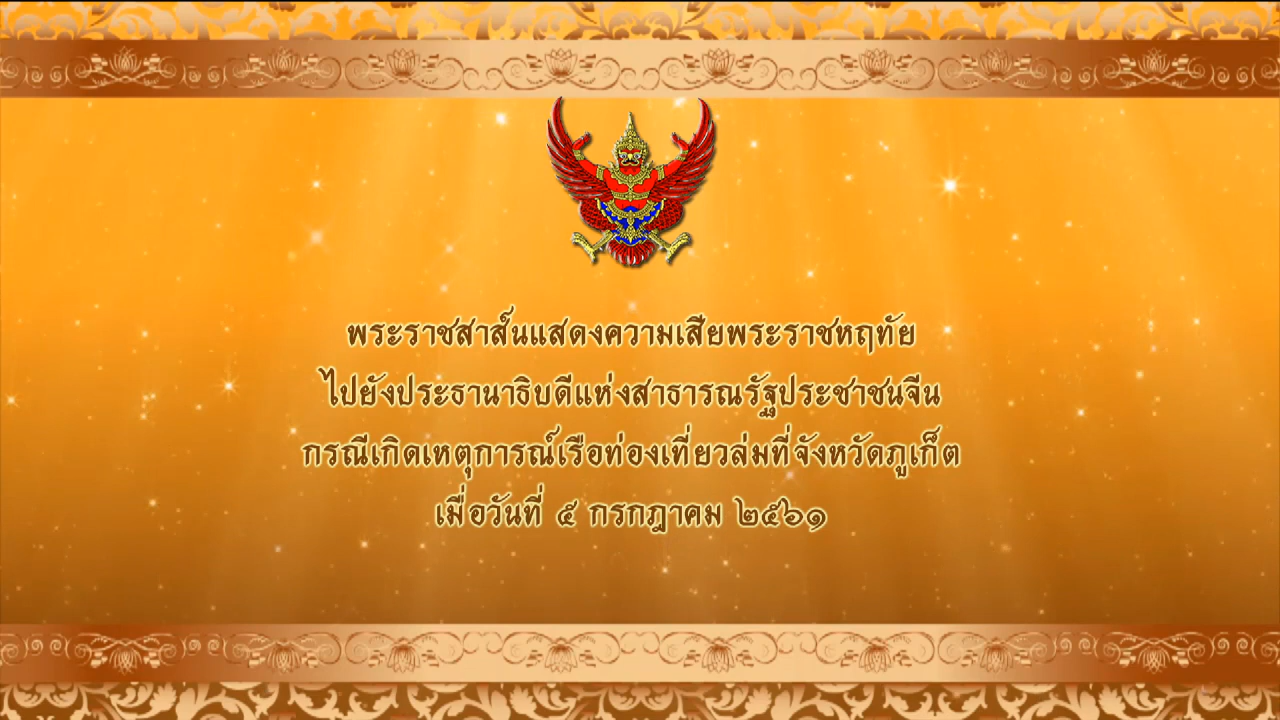 พระราชสาส์นแสดงความเสียพระราชหฤทัย
ไปยังประธานาธิบดีแห่งสาธารณรัฐประชาชนจีน
กรณีเกิดเหตุการณ์เรือท่องเที่ยวล่มที่จังหวัดภูเก็ต
เมื่อวันที่ ๕ กรกฎาคม ๒๕๖๑